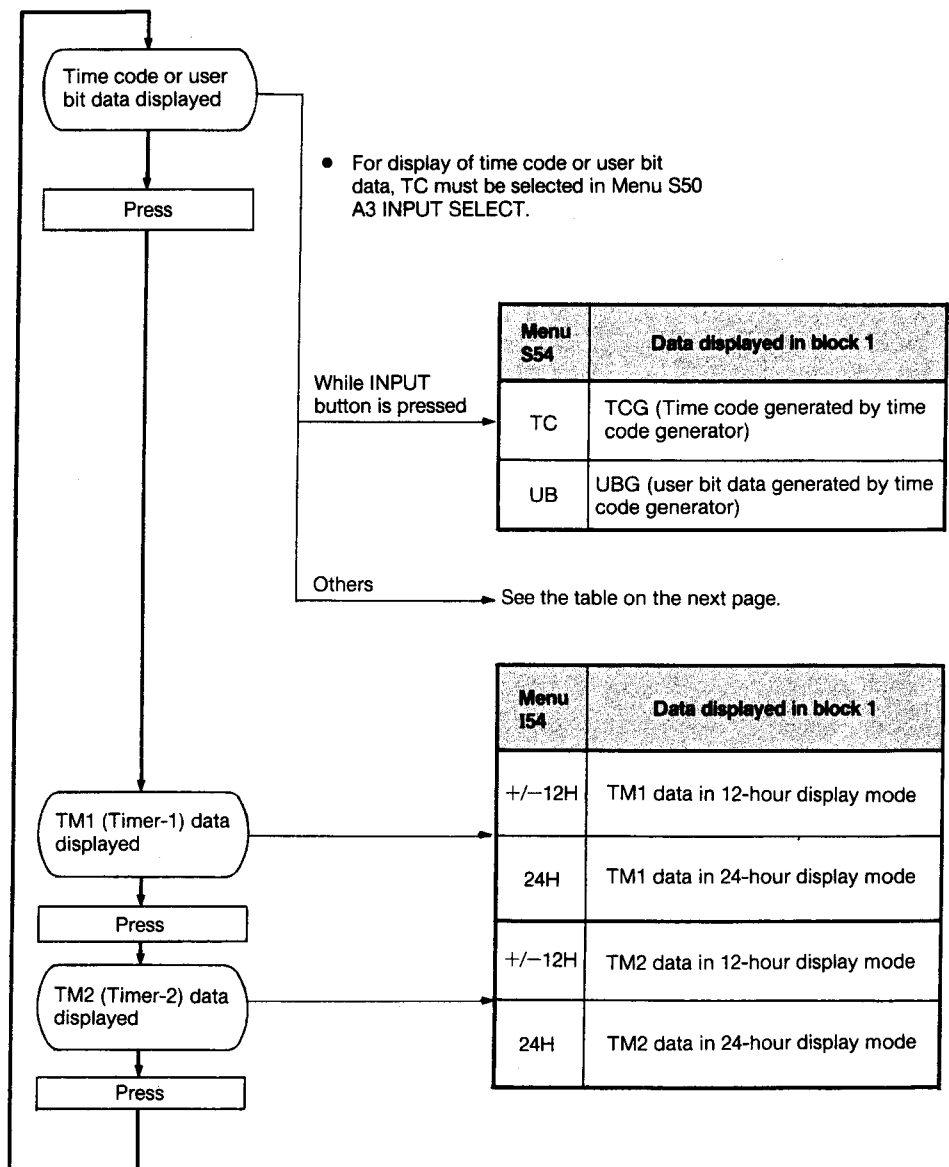 Time code or user
bit data displayed
Press
● For display of time code or user bit
data, TC must be selected in Menu S50
A3 INPUT SELECT.
While INPUT
button is pressed
Menu
S54
Data displayed in block 1
TC
TCG (Time code generated by time
code generator)
UB
UBG (user bit data generated by time
code generator)
Others
See the table on the next page.
Menu
I54
Data displayed in block 1
+/−12H
TM1 data in 12-hour display mode
TM1 (Timer-1) data
displayed
24H
TM1 data in 24-hour display mode
Press
+/−12H
TM2 data in 12-hour display mode
TM2 (Timer-2) data
displayed
24H
TM2 data in 24-hour display mode
Press